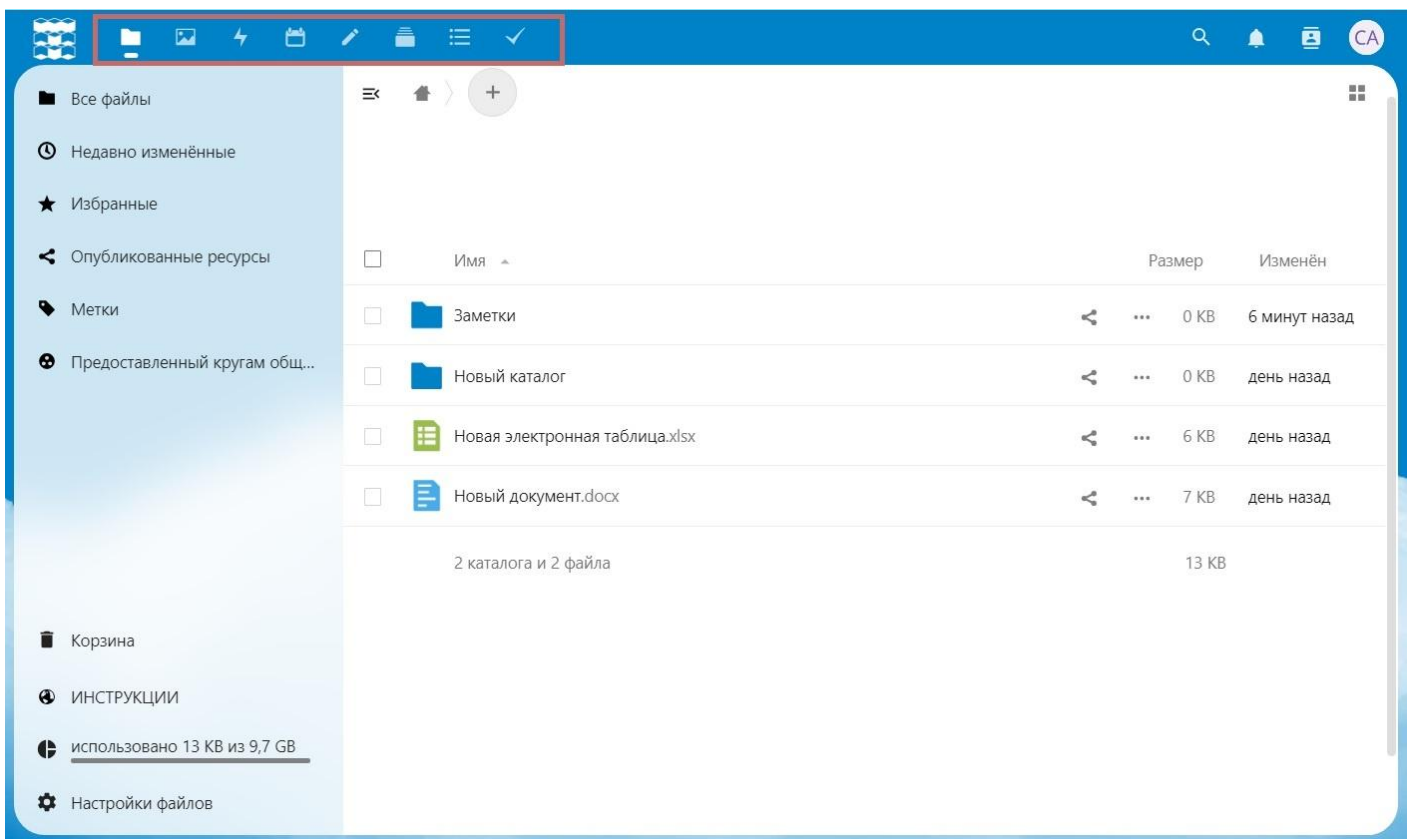 CA
Все файлы
Недавно изменённые
Избранные
Опубликованные ресурсы
Метки
Предоставленный кругам общ...
Корзина
ИНСТРУКЦИИ
использовано 13 KB из 9,7 GB
Настройки файлов
Имя Размер Изменён
Заметки 0 KB 6 минут назад
Новый каталог 0 KB день назад
Новая электронная таблица.xlsx 6 KB день назад
Новый документ.docx 7 KB день назад
2 каталога и 2 файла 13 KB